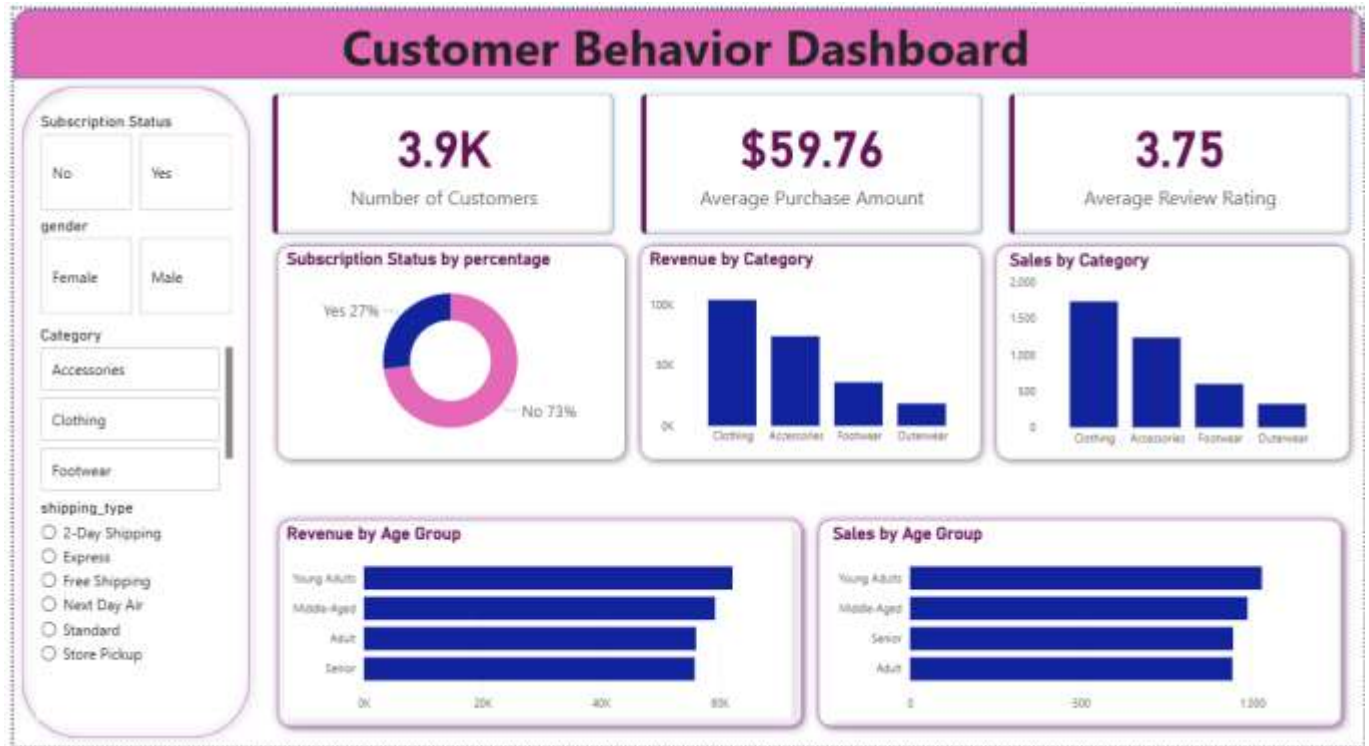 Customer Behavior Dashboard
Subscription Status
No
Yes
gender
Female
Male
Category
Accessories
Clothing
Footwear
shipping_type
2-Day Shipping
Express
Free Shipping
Next Day Air
Standard
Store Pickup
3.9K
Number of Customers
$59.76
Average Purchase Amount
3.75
Average Review Rating
Subscription Status by percentage
Yes 27%
No 73%
Revenue by Category
100K
50K
0K
Clothing Accessories Footwear Outerwear
Sales by Category
2,000
1,500
1,000
500
0
Clothing Accessories Footwear Outerwear
Revenue by Age Group
Young Adults
Middle-Aged
Adult
Senior
0K 20K 40K 60K
Sales by Age Group
Young Adults
Middle-Aged
Senior
Adult
0 500 1,000